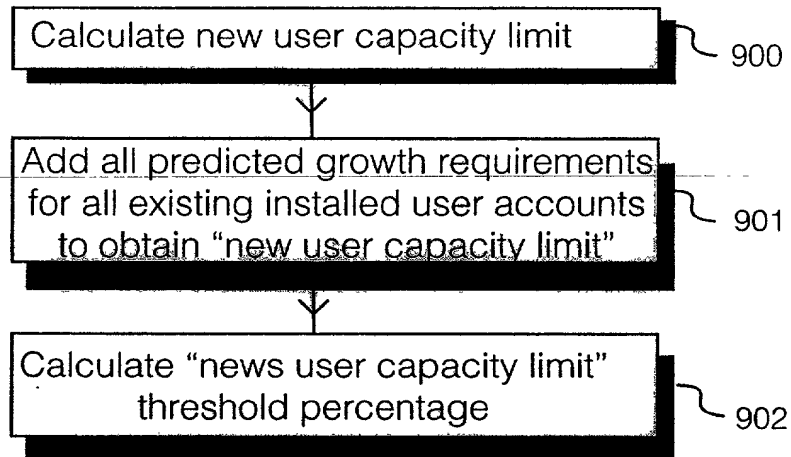 Calculate new user capacity limit
900
Add all predicted growth requirements
for all existing installed user accounts
to obtain “new user capacity limit”
901
Calculate “news user capacity limit”
threshold percentage
902